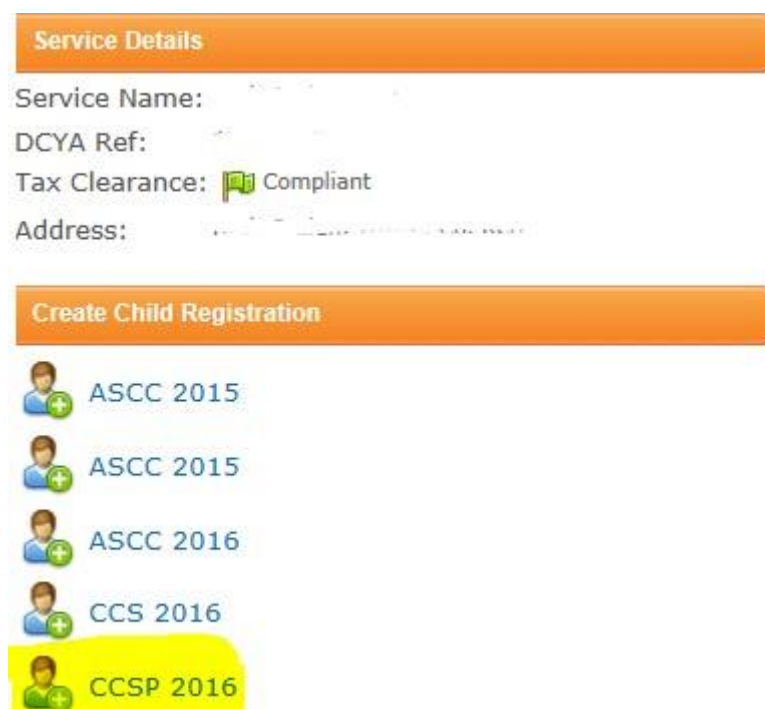 Service Details
Service Name:
DCYA Ref:
Tax Clearance: Compliant
Address:
Create Child Registration
ASCC 2015
ASCC 2015
ASCC 2016
CCS 2016
CCSP 2016